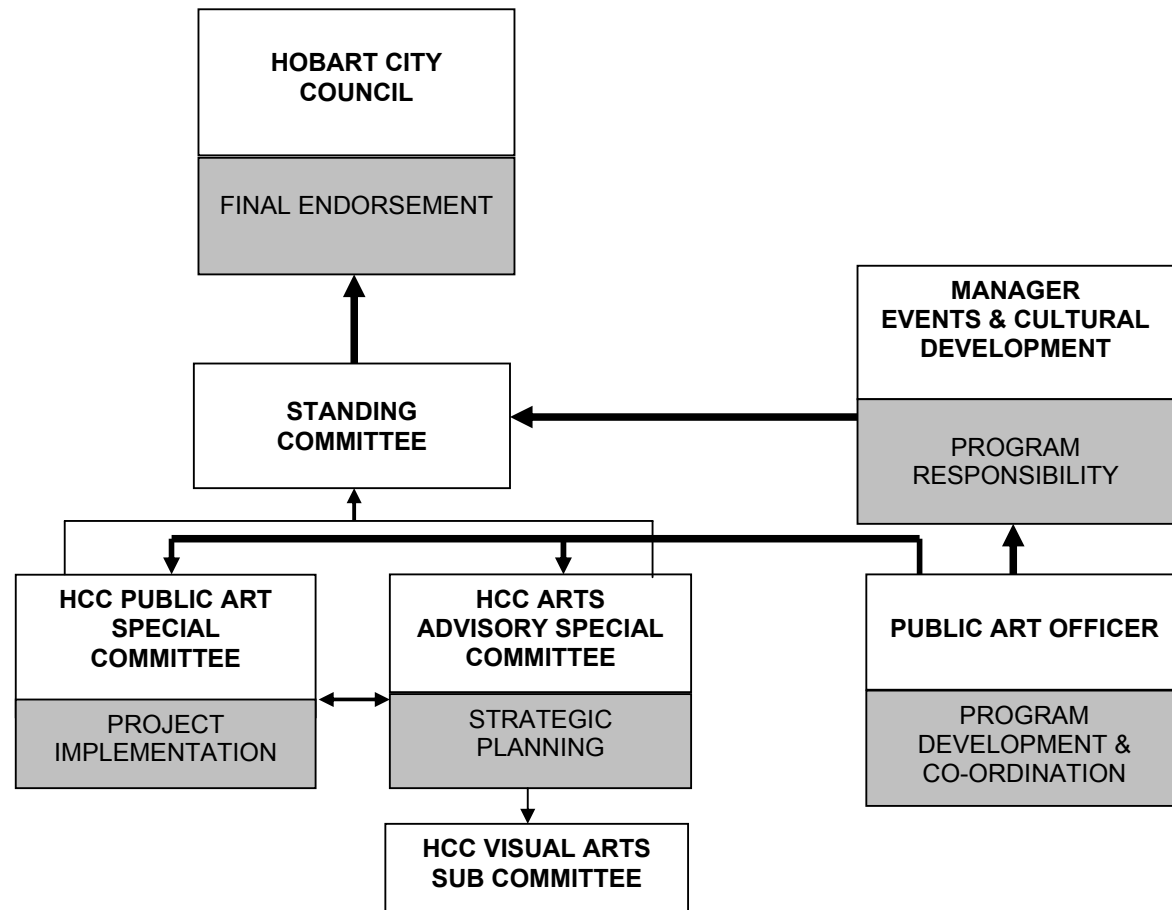 HOBART CITY
COUNCIL
FINAL ENDORSEMENT
MANAGER
EVENTS & CULTURAL
DEVELOPMENT
PROGRAM
RESPONSIBILITY
STANDING
COMMITTEE
HCC PUBLIC ART
SPECIAL
COMMITTEE
PROJECT
IMPLEMENTATION
HCC ARTS
ADVISORY SPECIAL
COMMITTEE
STRATEGIC
PLANNING
PUBLIC ART OFFICER
PROGRAM
DEVELOPMENT &
CO-ORDINATION
HCC VISUAL ARTS
SUB COMMITTEE